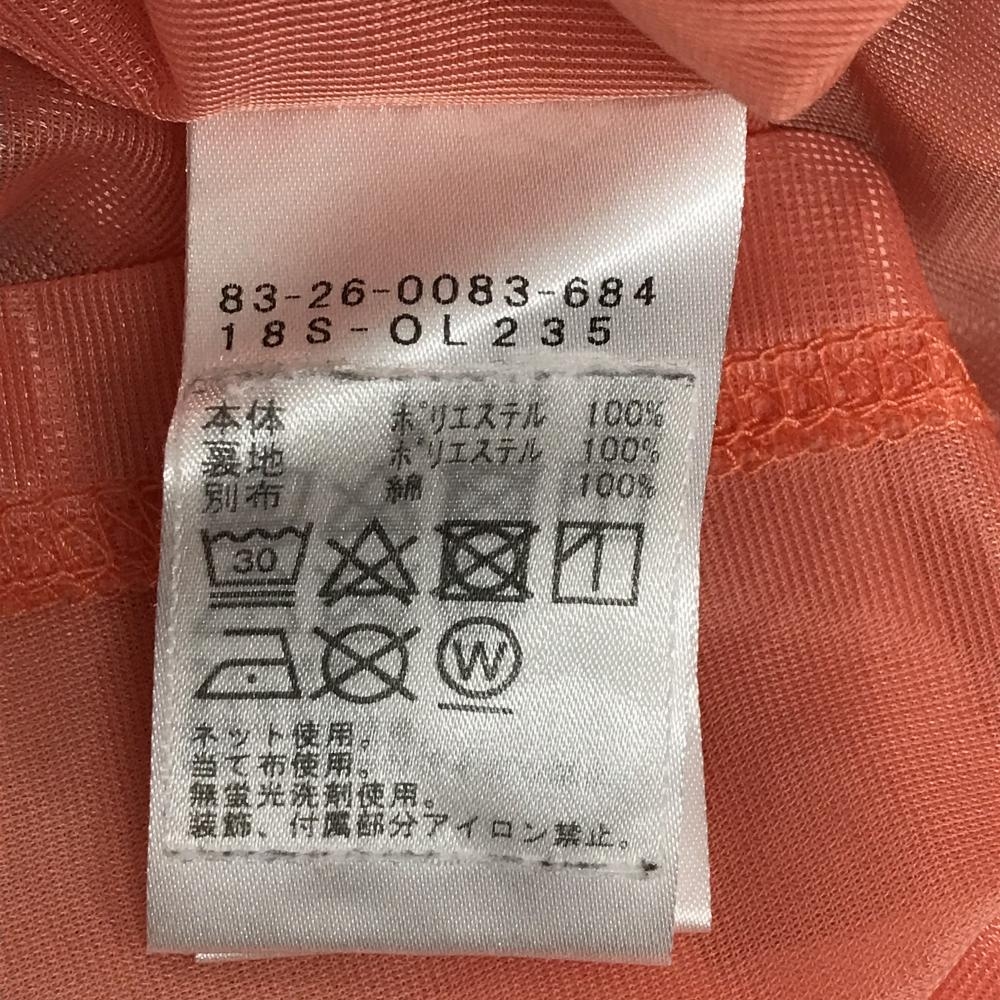 83-26-0083-684
18S-OL235
本体 ポリエステル 100%
裏地 ポリエステル 100%
別布 綿 100%
30
W
ネット使用。
当て布使用。
無蛍光洗剤使用。
装飾、付属部分アイロン禁止。